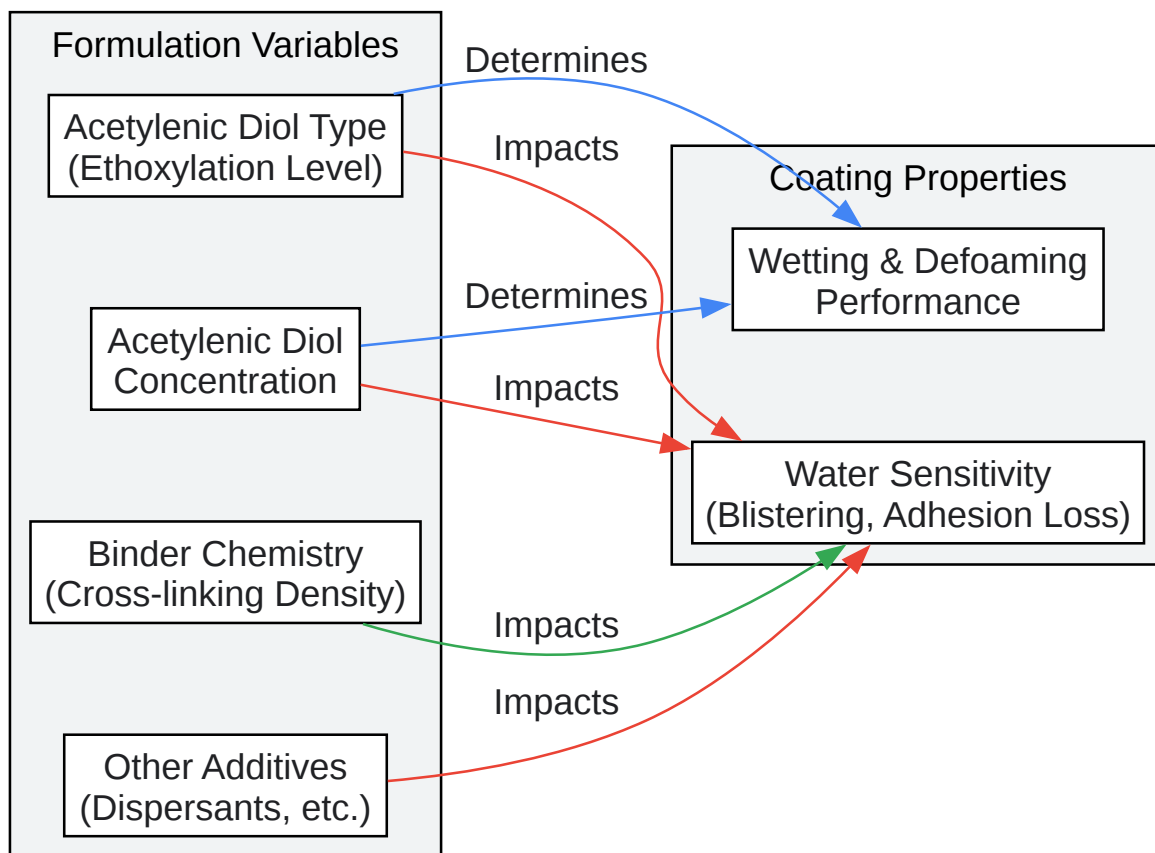 Formulation Variables
Acetylenic Diol Type
(Ethoxylation Level)
Acetylenic Diol
Concentration
Binder Chemistry
(Cross-linking Density)
Other Additives
(Dispersants, etc.)
Determines
Impacts
Determines
Impacts
Impacts
Impacts
Coating Properties
Wetting & Defoaming
Performance
Water Sensitivity
(Blistering, Adhesion Loss)